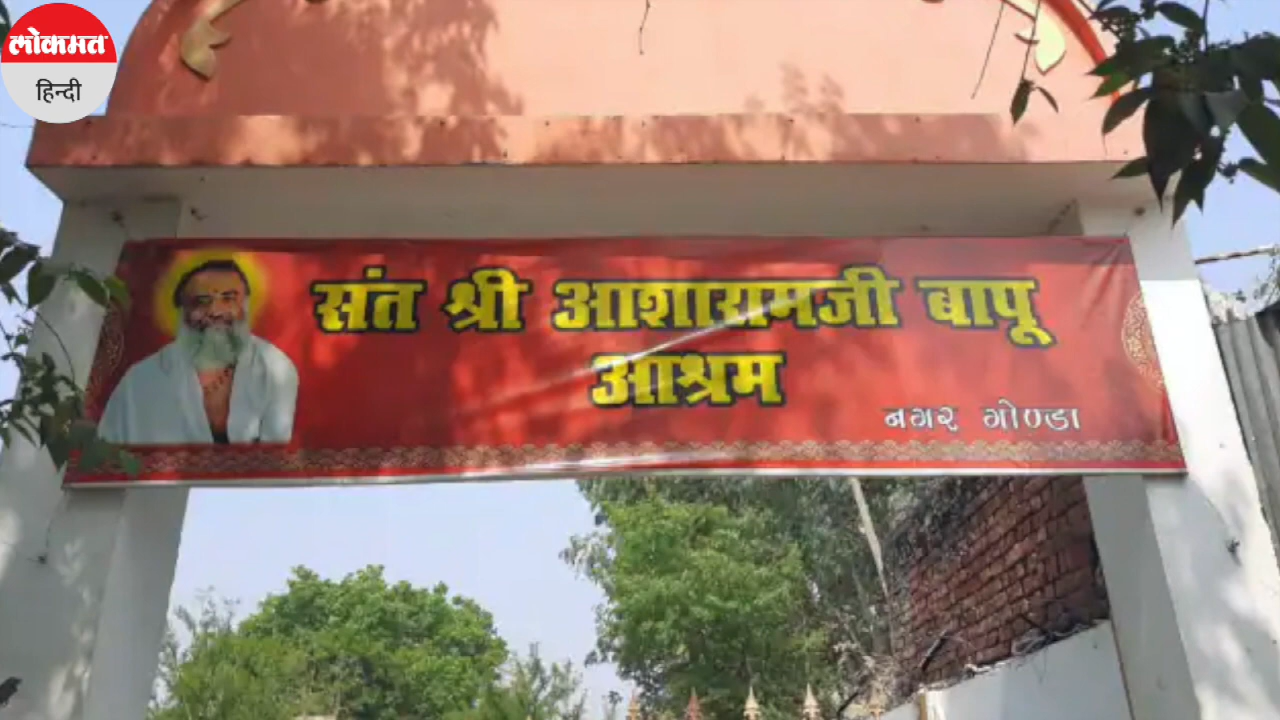 लोकमत
हिन्दी
संत श्री आशारामजी बापू
आश्रम
नगर गोण्डा